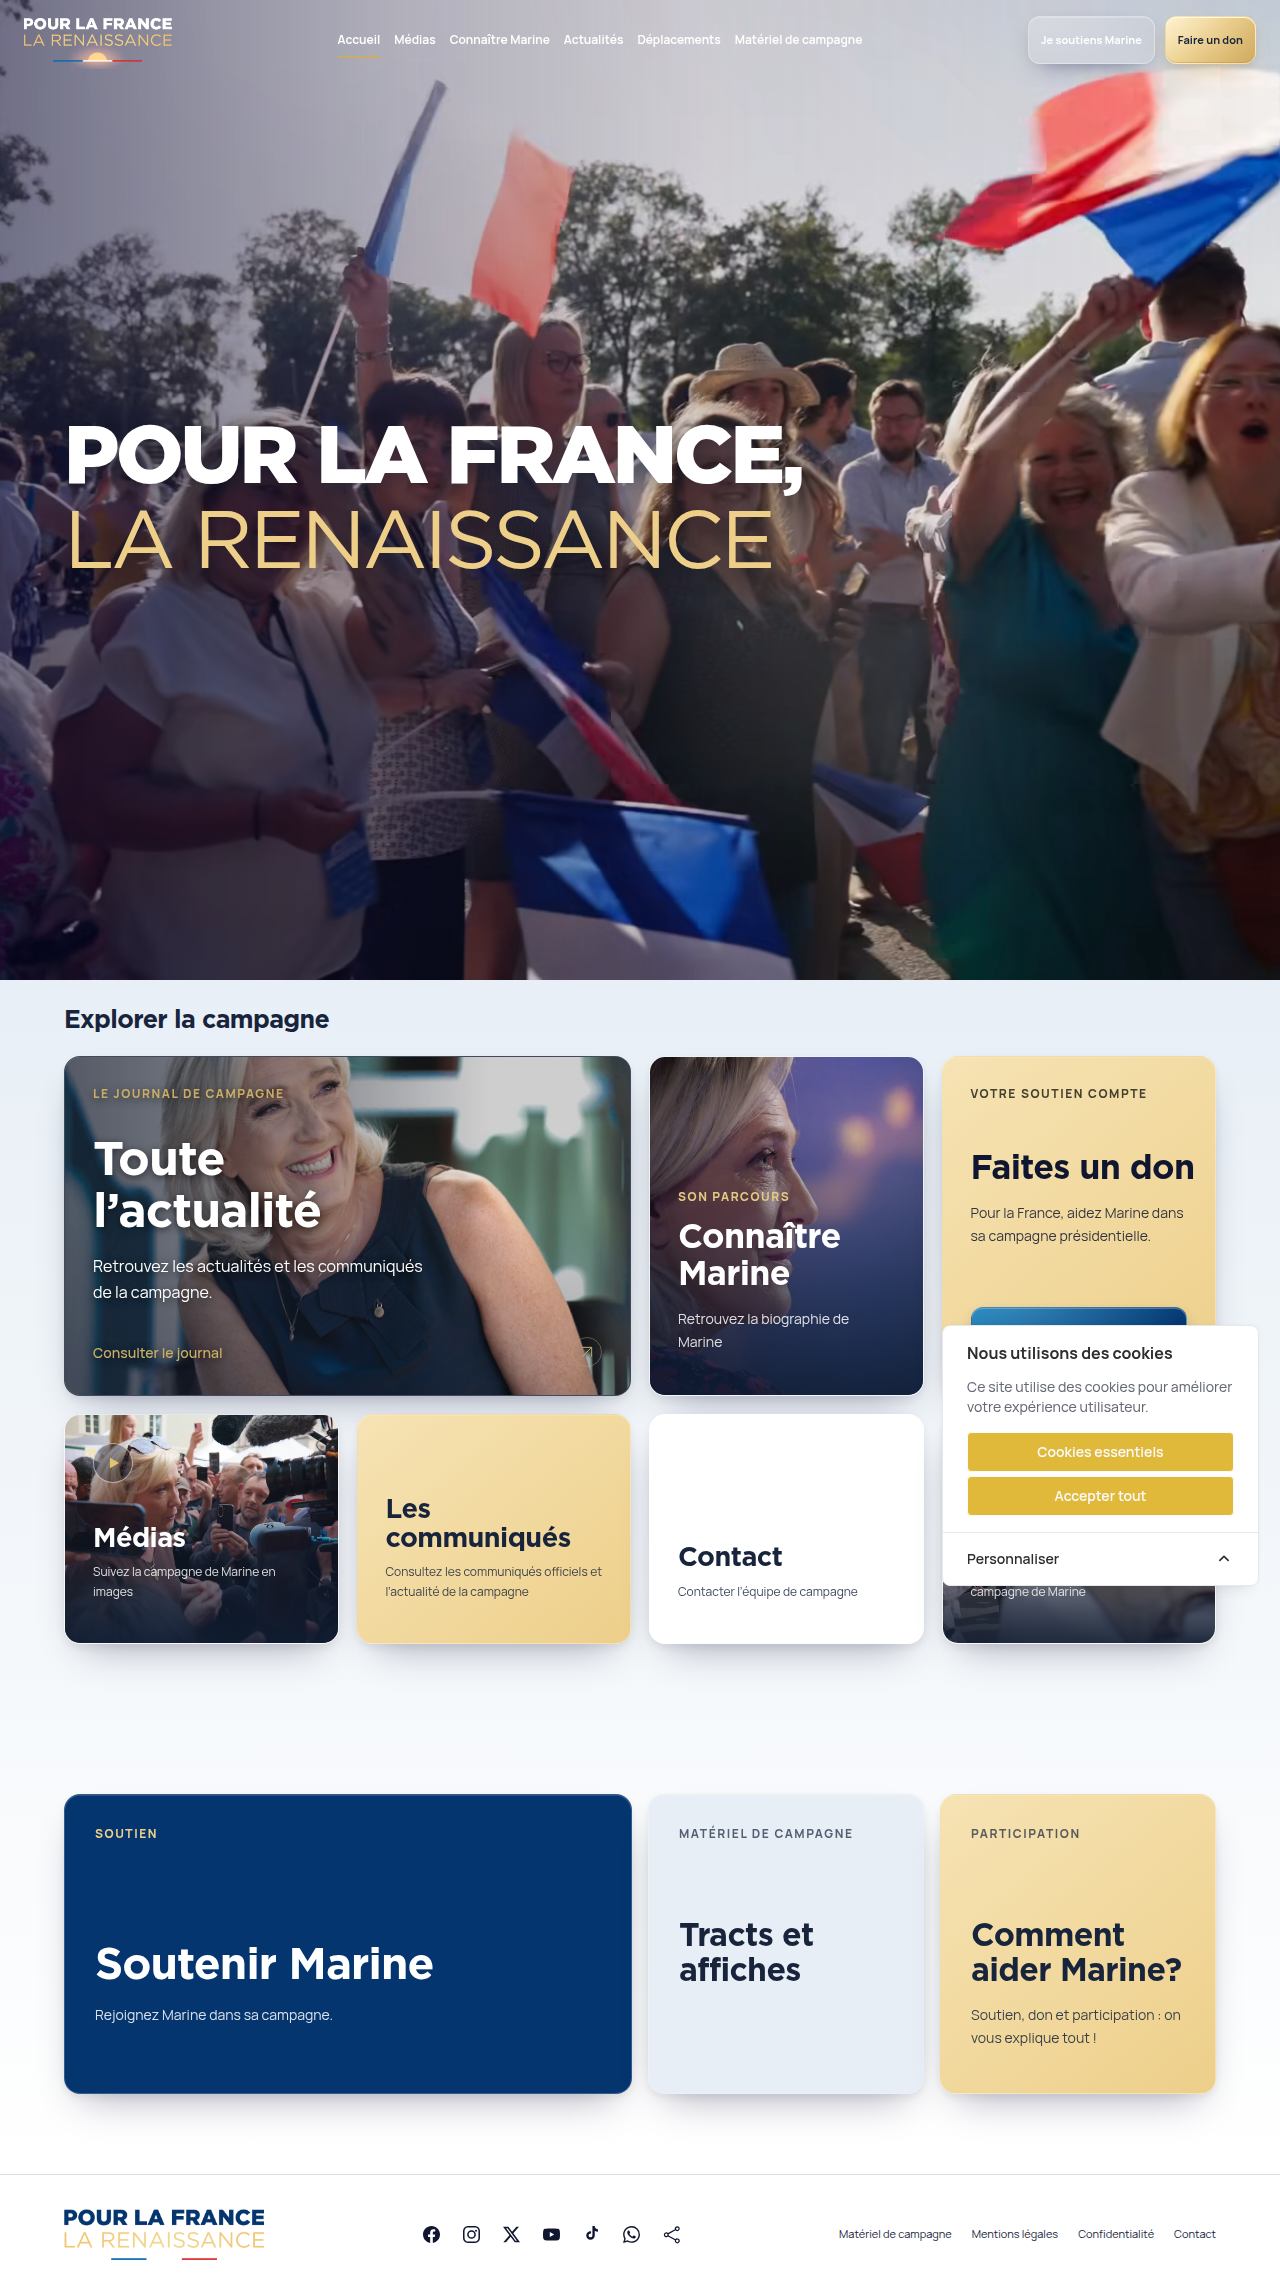 POUR LA FRANCE
LA RENAISSANCE
Accueil
Médias
Connaître Marine
Actualités
Déplacements
Matériel de campagne
Je soutiens Marine
Faire un don
POUR LA FRANCE,
LA RENAISSANCE
Explorer la campagne
LE JOURNAL DE CAMPAGNE
Toute
l’actualité
Retrouvez les actualités et les communiqués
de la campagne.
Consulter le journal
SON PARCOURS
Connaître
Marine
Retrouvez la biographie de
Marine
VOTRE SOUTIEN COMPTE
Faites un don
Pour la France, aidez Marine dans
sa campagne présidentielle.
Nous utilisons des cookies
Ce site utilise des cookies pour améliorer
votre expérience utilisateur.
Cookies essentiels
Accepter tout
Personnaliser
Médias
Suivez la campagne de Marine en
images
Les
communiqués
Consultez les communiqués officiels et
l’actualité de la campagne
Contact
Contacter l’équipe de campagne
campagne de Marine
SOUTIEN
Soutenir Marine
Rejoignez Marine dans sa campagne.
MATÉRIEL DE CAMPAGNE
Tracts et
affiches
PARTICIPATION
Comment
aider Marine?
Soutien, don et participation : on
vous explique tout !
POUR LA FRANCE
LA RENAISSANCE
Matériel de campagne
Mentions légales
Confidentialité
Contact